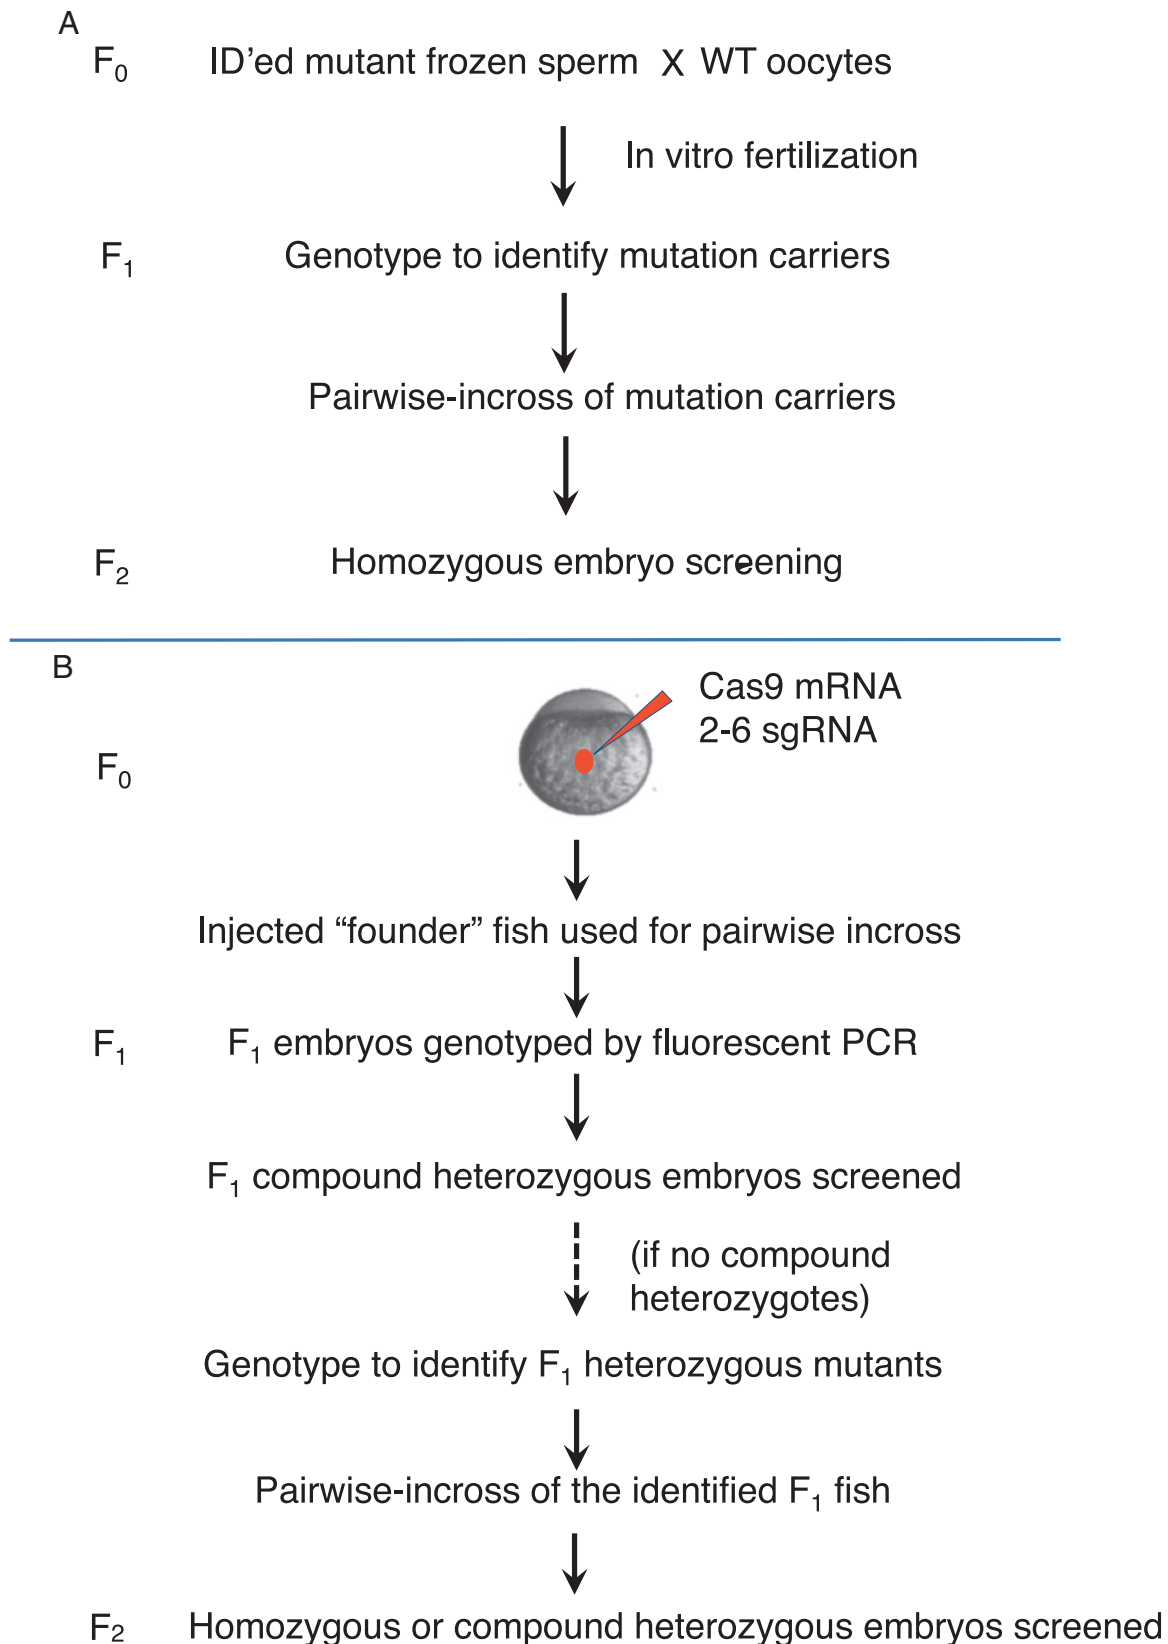 A
F₀ ID’ed mutant frozen sperm X WT oocytes
In vitro fertilization
F₁ Genotype to identify mutation carriers
Pairwise-incross of mutation carriers
F₂ Homozygous embryo screening
B
Cas9 mRNA
2-6 sgRNA
F₀
Injected “founder” fish used for pairwise incross
F₁ F₁ embryos genotyped by fluorescent PCR
F₁ compound heterozygous embryos screened
(if no compound
heterozygotes)
Genotype to identify F₁ heterozygous mutants
Pairwise-incross of the identified F₁ fish
F₂ Homozygous or compound heterozygous embryos screened